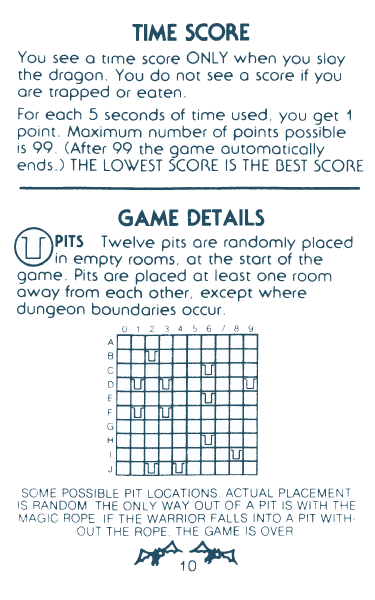 TIME SCORE
You see a time score ONLY when you slay
the dragon. You do not see a score if you
are trapped or eaten.
For each 5 seconds of time used, you get 1
point. Maximum number of points possible
is 99. (After 99 the game automatically
ends.) THE LOWEST SCORE IS THE BEST SCORE
GAME DETAILS
PITS Twelve pits are randomly placed
in empty rooms, at the start of the
game. Pits are placed at least one room
away from each other, except where
dungeon boundaries occur.
0 1 2 3 4 5 6 7 8 9
A
B
C
D
E
F
G
H
I
J
SOME POSSIBLE PIT LOCATIONS. ACTUAL PLACEMENT
IS RANDOM THE ONLY WAY OUT OF A PIT IS WITH THE
MAGIC ROPE IF THE WARRIOR FALLS INTO A PIT WITH-
OUT THE ROPE, THE GAME IS OVER
10